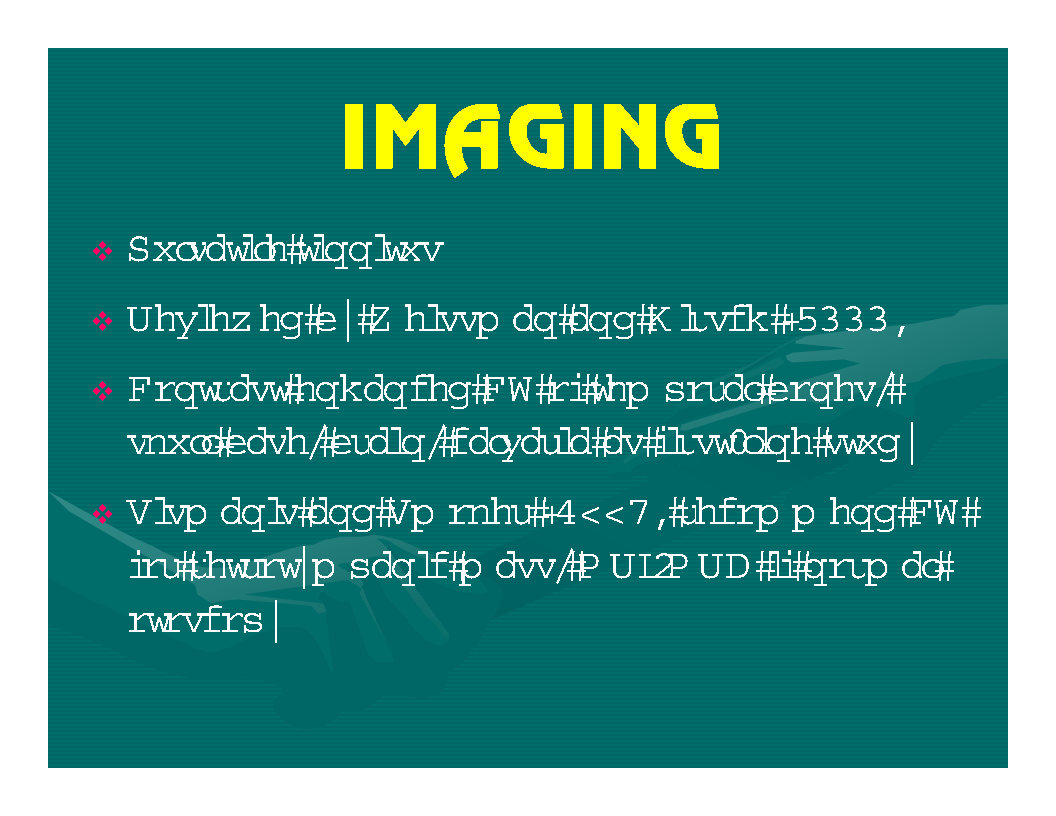 IMAGING
Sxovdwloh#wlqqlwxv
Uhylhzhg#e|#Zhlvvpdq#dqg#Kluvfk#+5333,
Frqwudvw#hqkdqfhg#FW#ri#whpsrudo#erqhv/#
vnxoo#edvh/#eudlq/#fdoyduld#dv#iluvw0olqh#vwxg|
Vlvpdqlv#dqg#Vprnhu#+4<<7,#uhfrpphqg#FW#
iru#uhwurw|psdqlf#pdvv/#PUL2PUD#li#qrupdo#
rwrvfrs|